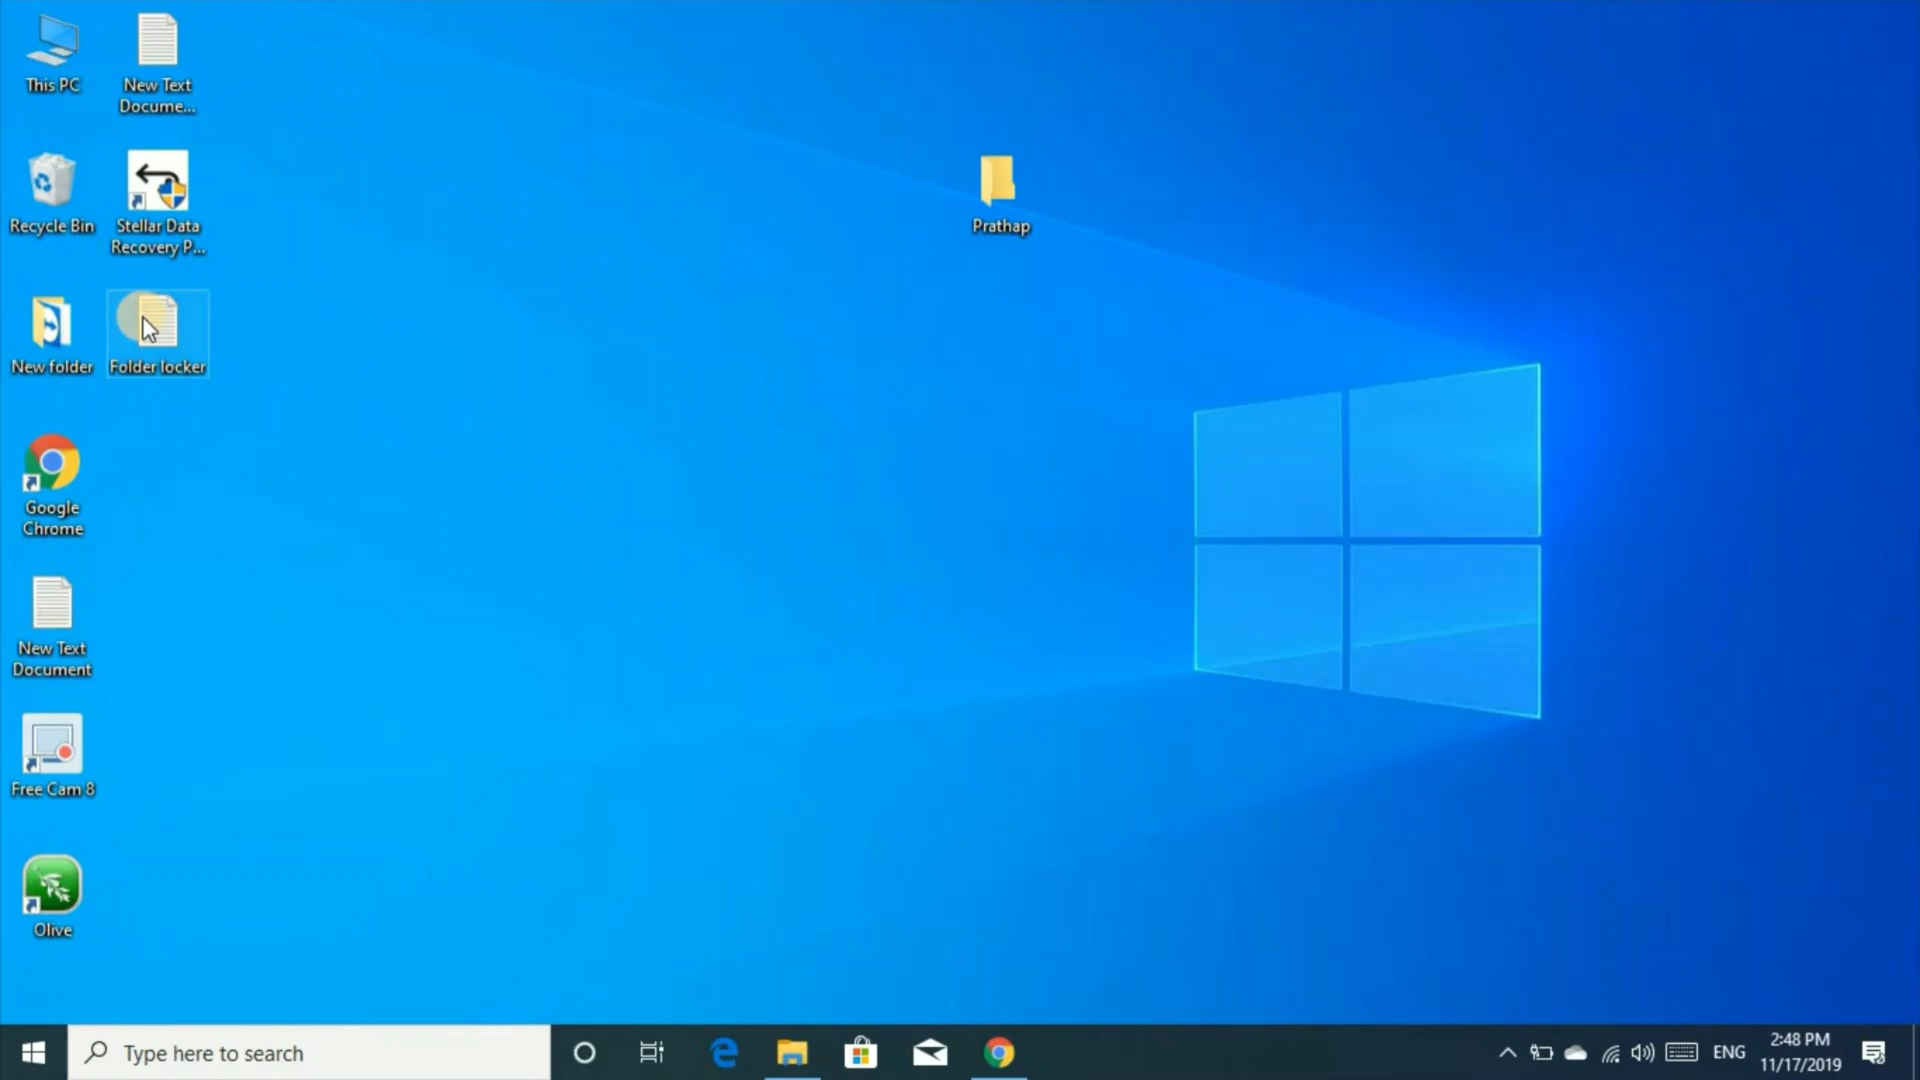 This PC
New Text
Docume...
Recycle Bin
Stellar Data
Recovery P...
New folder
Folder locker
Google
Chrome
New Text
Document
Free Cam 8
Olive
Prathap
Type here to search
ENG
2:48 PM
11/17/2019